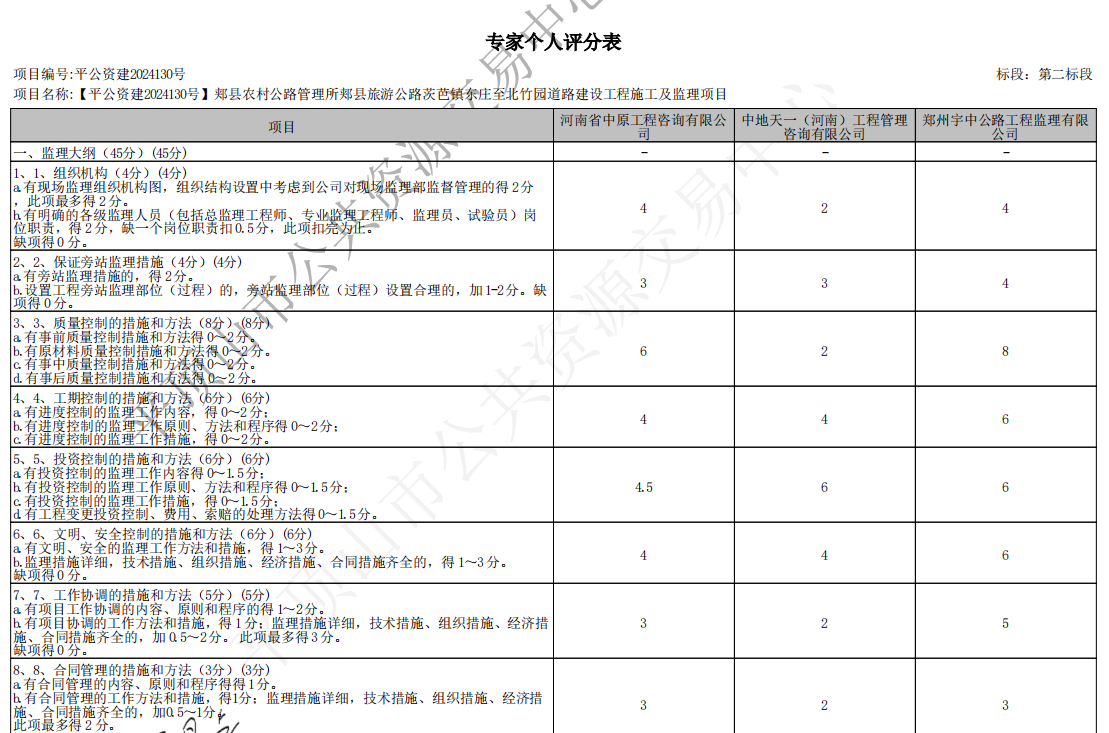 专家个人评分表
项目编号:平公资建2024130号
标段：第二标段
项目名称:【平公资建2024130号】郏县农村公路管理所郏县旅游公路茨芭镇东庄至北竹园道路建设工程施工及监理项目
项目
河南省中原工程咨询有限公
司
中地天一（河南）工程管理
咨询有限公司
郑州宇中公路工程监理有限
公司
一、监理大纲（45分）(45分)
－
－
－
1、1、组织机构（4分）(4分)
a.有现场监理组织机构图，组织结构设置中考虑到公司对现场监理部监督管理的得２分
，此项最多得２分。
b.有明确的各级监理人员（包括总监理工程师、专业监理工程师、监理员、试验员）岗
位职责，得２分，缺一个岗位职责扣0.5分，此项扣完为止。
缺项得０分。
4
2
4
2、2、保证旁站监理措施（4分）(4分)
a.有旁站监理措施的，得２分。
b.设置工程旁站监理部位（过程）的，旁站监理部位（过程）设置合理的，加1-2分。缺
项得０分。
3
3
4
3、3、质量控制的措施和方法（8分）(8分)
a.有事前质量控制措施和方法得０～2分。
b.有原材料质量控制措施和方法得０～２分。
c.有事中质量控制措施和方法得０～2分。
d.有事后质量控制措施和方法得０～２分。
6
2
8
4、4、工期控制的措施和方法（6分）(6分)
a.有进度控制的监理工作内容，得０～2分；
b.有进度控制的监理工作原则、方法和程序得０～2分；
c.有进度控制的监理工作措施，得０～2分。
4
4
6
5、5、投资控制的措施和方法（6分）(6分)
a.有投资控制的监理工作内容得０～1.5分；
b.有投资控制的监理工作原则、方法和程序得０～1.5分；
c.有投资控制的监理工作措施，得０～1.5分；
d.有工程变更投资控制、费用、索赔的处理方法得0～1.5分。
4.5
6
6
6、6、文明、安全控制的措施和方法（6分）(6分)
a.有文明、安全的监理工作方法和措施，得１～3分。
b.监理措施详细，技术措施、组织措施、经济措施、合同措施齐全的，得１～3分。
缺项得０分。
4
4
6
7、7、工作协调的措施和方法（5分）(5分)
a.有项目工作协调的内容、原则和程序的得１～2分。
b.有项目协调的工作方法和措施，得１分；监理措施详细，技术措施、组织措施、经济措
施、合同措施齐全的，加０.5～２分。 此项最多得３分。
缺项得０分。
3
2
5
8、8、合同管理的措施和方法（3分）(3分)
a.有合同管理的内容、原则和程序得得１分。
b.有合同管理的工作方法和措施，得1分；监理措施详细，技术措施、组织措施、经济措
施、合同措施齐全的，加0.5～1分；
此项最多得２分。
3
2
3
平顶山市公共资源交易中心
平顶山市公共资源交易中心